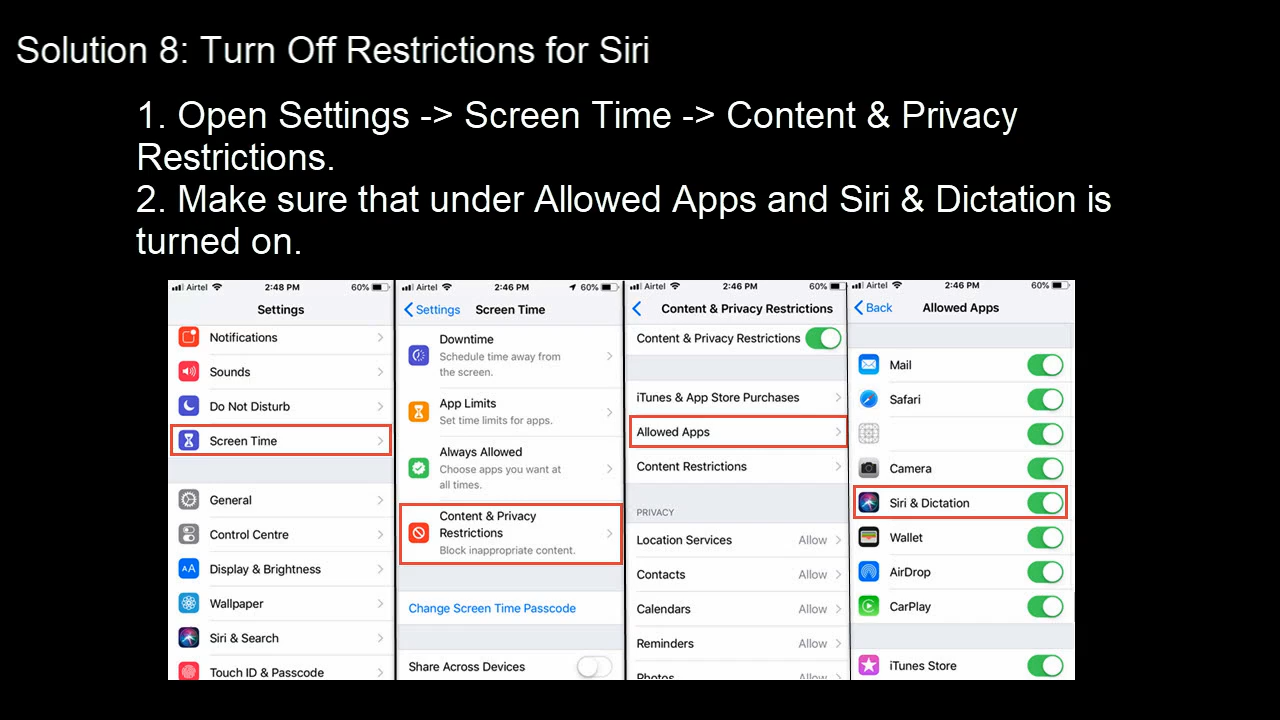 Solution 8: Turn Off Restrictions for Siri
1. Open Settings -> Screen Time -> Content & Privacy
Restrictions.
2. Make sure that under Allowed Apps and Siri & Dictation is
turned on.
Airtel 2:48 PM 60%
Settings
Notifications
Sounds
Do Not Disturb
Screen Time
General
Control Centre
AA Display & Brightness
Wallpaper
Siri & Search
Touch ID & Passcode
Airtel 2:46 PM 60%
Settings Screen Time
Downtime
Schedule time away from
the screen.
App Limits
Set time limits for apps.
Always Allowed
Choose apps you want at
all times.
Content & Privacy
Restrictions
Block inappropriate content.
Change Screen Time Passcode
Share Across Devices
Airtel 2:46 PM 60%
Content & Privacy Restrictions
Content & Privacy Restrictions
iTunes & App Store Purchases
Allowed Apps
Content Restrictions
PRIVACY
Location Services Allow
Contacts Allow
Calendars Allow
Reminders Allow
Photos Allow
Airtel 2:46 PM 60%
Back Allowed Apps
Mail
Safari
Camera
Siri & Dictation
Wallet
AirDrop
CarPlay
iTunes Store